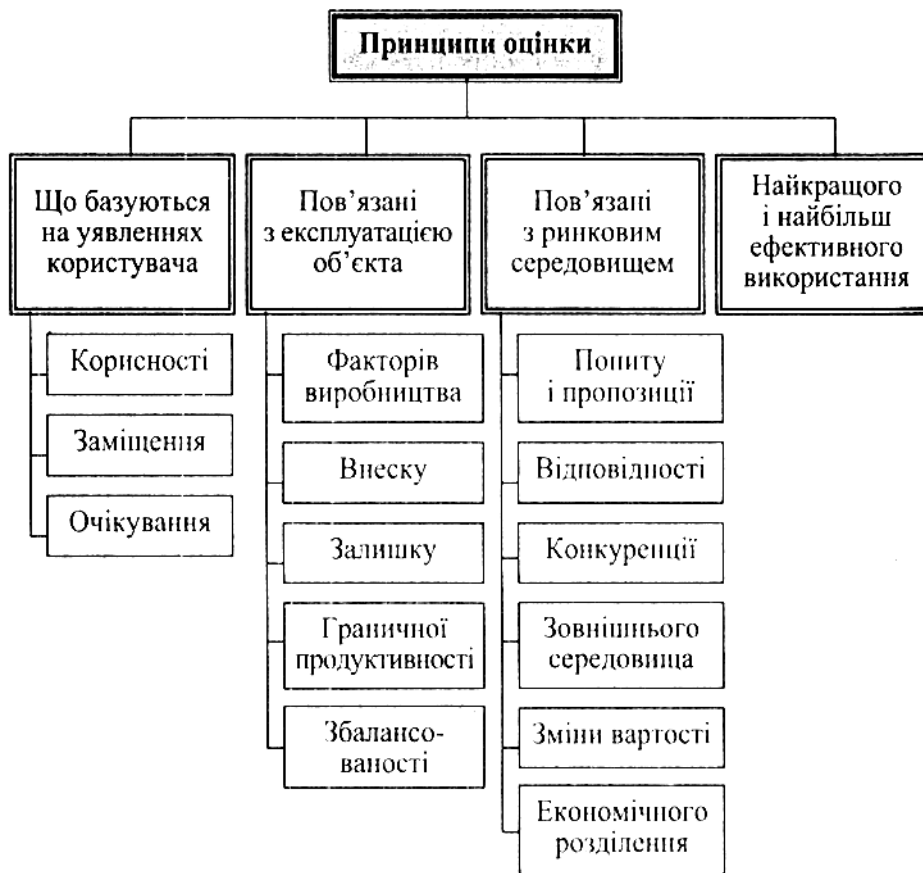 Принципи оцінки
Що базуються
на уявленнях
користувача
Пов’язані
з експлуатацією
об’єкта
Пов’язані
з ринковим
середовищем
Найкращого
і найбільш
ефективного
використання
Корисності
Заміщення
Очікування
Факторів
виробництва
Внеску
Залишку
Граничної
продуктивності
Збалансо-
ваності
Попиту
і пропозиції
Відповідності
Конкуренції
Зовнішнього
середовища
Зміни вартості
Економічного
розділення